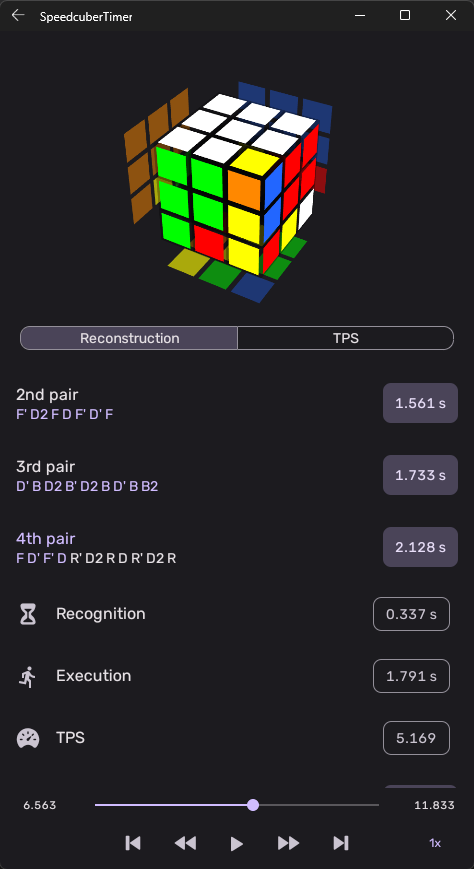 SpeedcuberTimer
Reconstruction
TPS
2nd pair
F' D2 F D F' D' F
1.561 s
3rd pair
D' B D2 B' D2 B D' B B2
1.733 s
4th pair
F D' F' D R' D2 R D R' D2 R
2.128 s
Recognition
0.337 s
Execution
1.791 s
TPS
5.169
6.563
11.833
1x